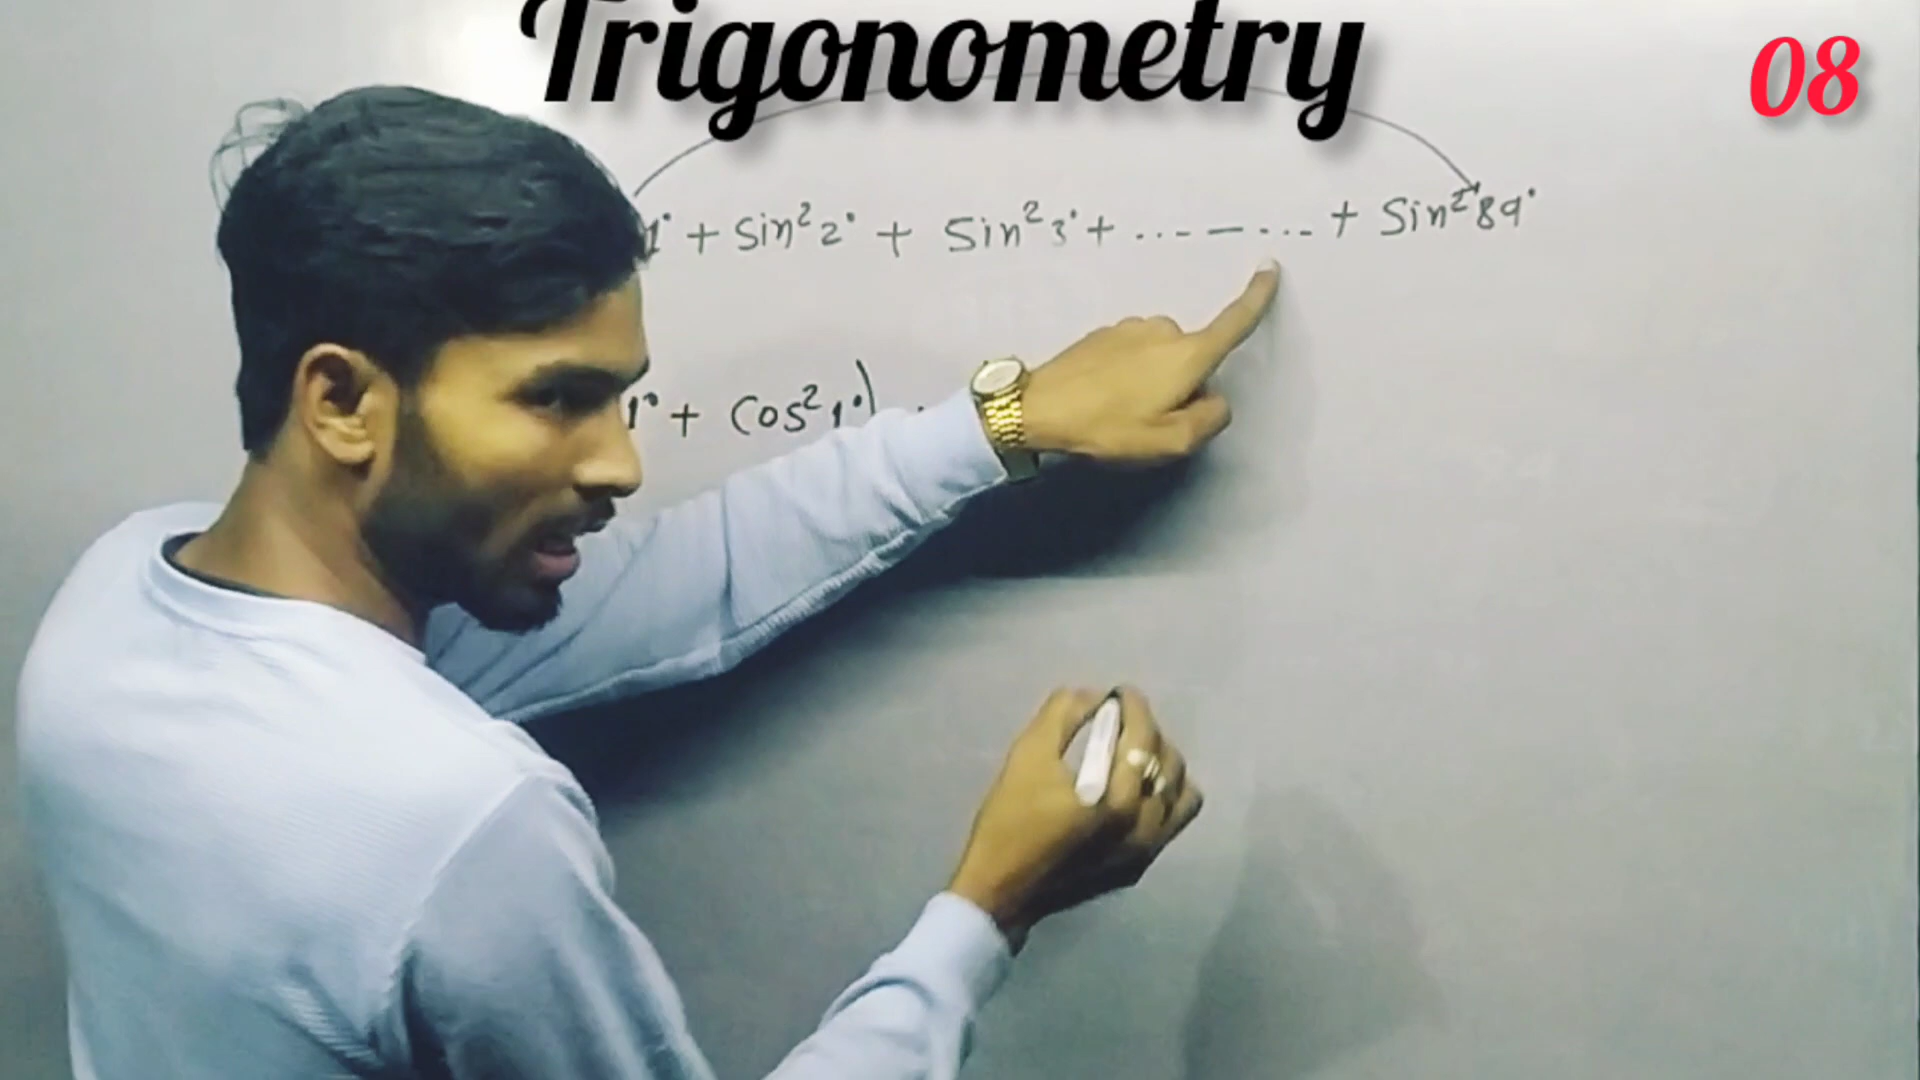 Trigonometry
08
1° + Sin²2° + Sin²3° + ...-—-... + Sin²89°
1° + Cos²1°)